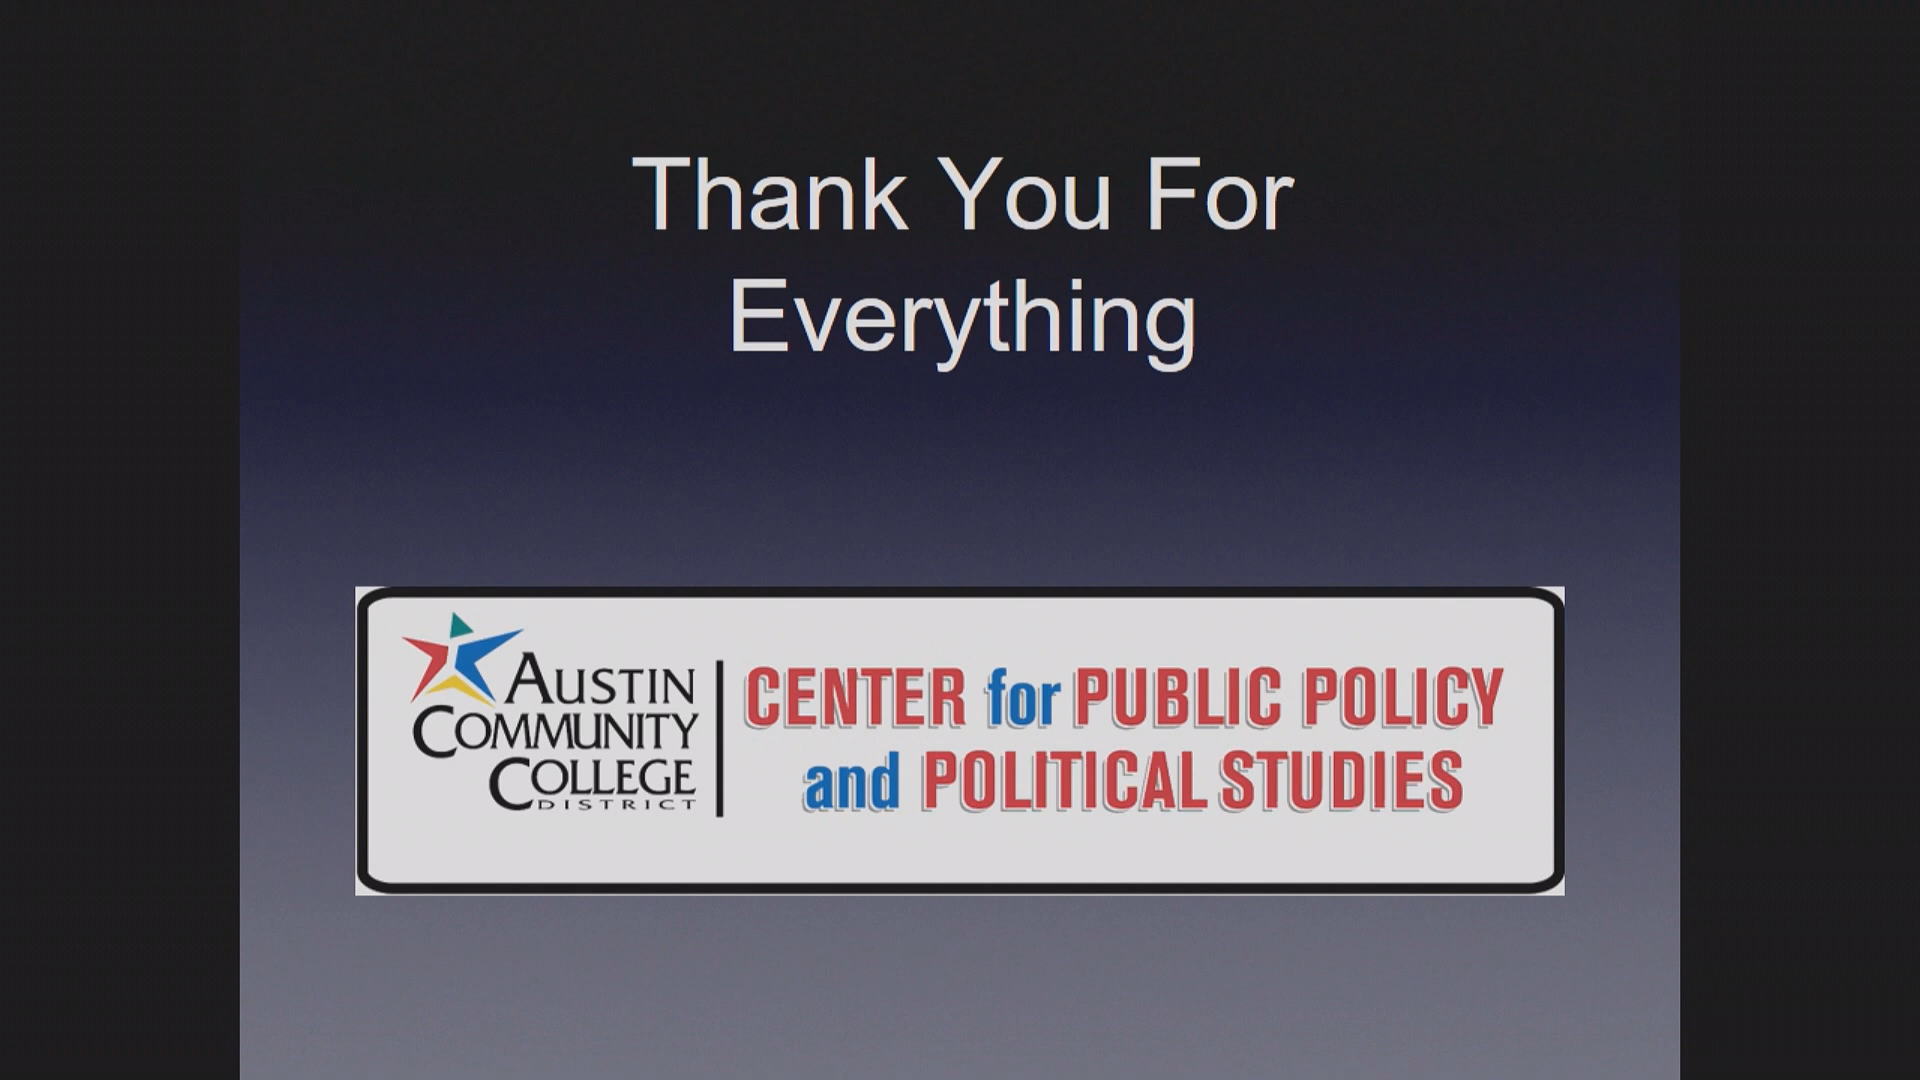 Thank You For
Everything
AUSTIN
COMMUNITY
COLLEGE
DISTRICT
CENTER for PUBLIC POLICY
and POLITICAL STUDIES